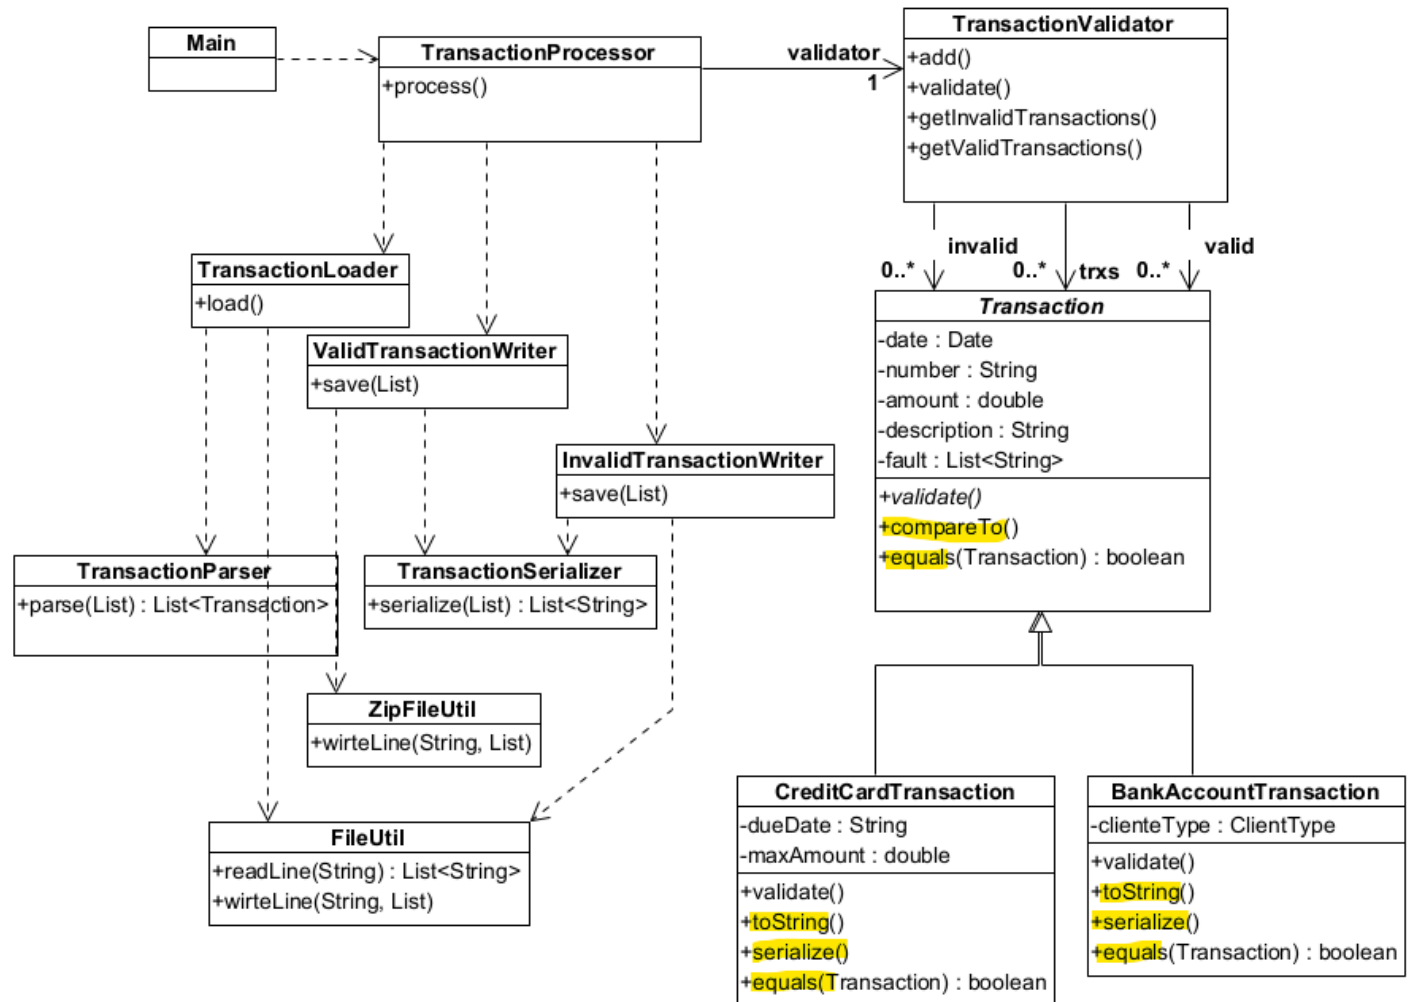 Main
TransactionProcessor
+process()
validator
1
TransactionValidator
+add()
+validate()
+getInvalidTransactions()
+getValidTransactions()
invalid
valid
0..*
0..*
trxs
0..*
TransactionLoader
+load()
ValidTransactionWriter
+save(List)
InvalidTransactionWriter
+save(List)
Transaction
-date : Date
-number : String
-amount : double
-description : String
-fault : List<String>
+validate()
+compareTo()
+equals(Transaction) : boolean
TransactionParser
+parse(List) : List<Transaction>
TransactionSerializer
+serialize(List) : List<String>
ZipFileUtil
+wirteLine(String, List)
FileUtil
+readLine(String) : List<String>
+wirteLine(String, List)
CreditCardTransaction
-dueDate : String
-maxAmount : double
+validate()
+toString()
+serialize()
+equals(Transaction) : boolean
BankAccountTransaction
-clienteType : ClientType
+validate()
+toString()
+serialize()
+equals(Transaction) : boolean